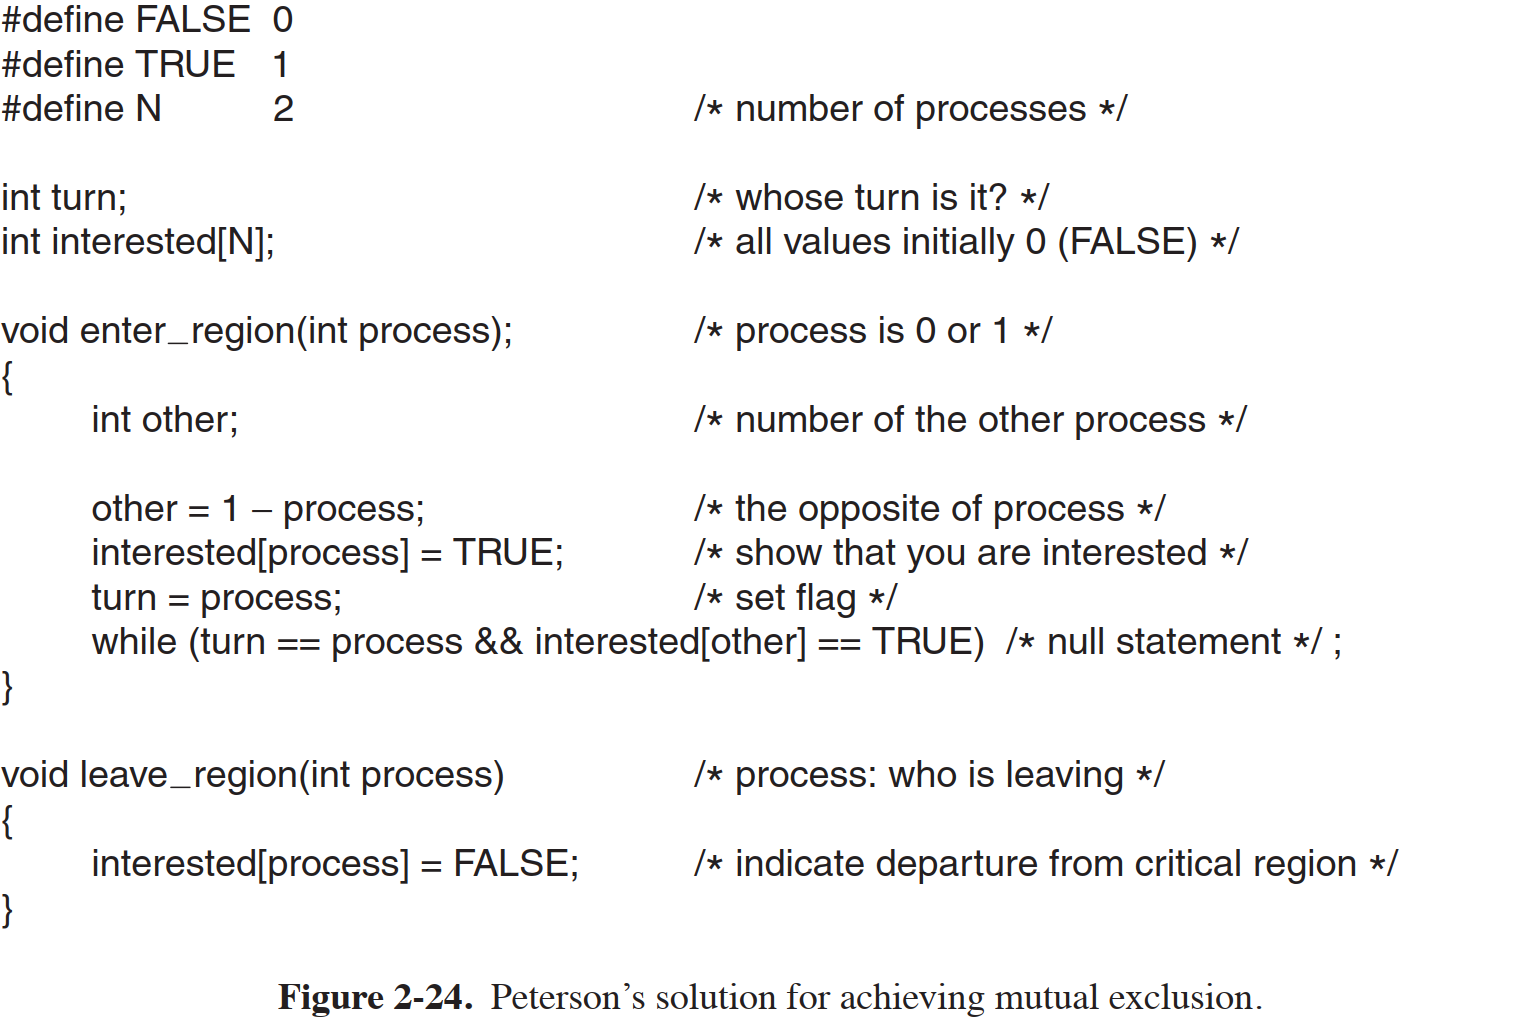 #define FALSE 0
#define TRUE 1
#define N 2 /* number of processes */
int turn; /* whose turn is it? */
int interested[N]; /* all values initially 0 (FALSE) */
void enter_region(int process); /* process is 0 or 1 */
{
int other; /* number of the other process */
other = 1 – process; /* the opposite of process */
interested[process] = TRUE; /* show that you are interested */
turn = process; /* set flag */
while (turn == process && interested[other] == TRUE) /* null statement */ ;
}
void leave_region(int process) /* process: who is leaving */
{
interested[process] = FALSE; /* indicate departure from critical region */
}
Figure 2-24. Peterson’s solution for achieving mutual exclusion.